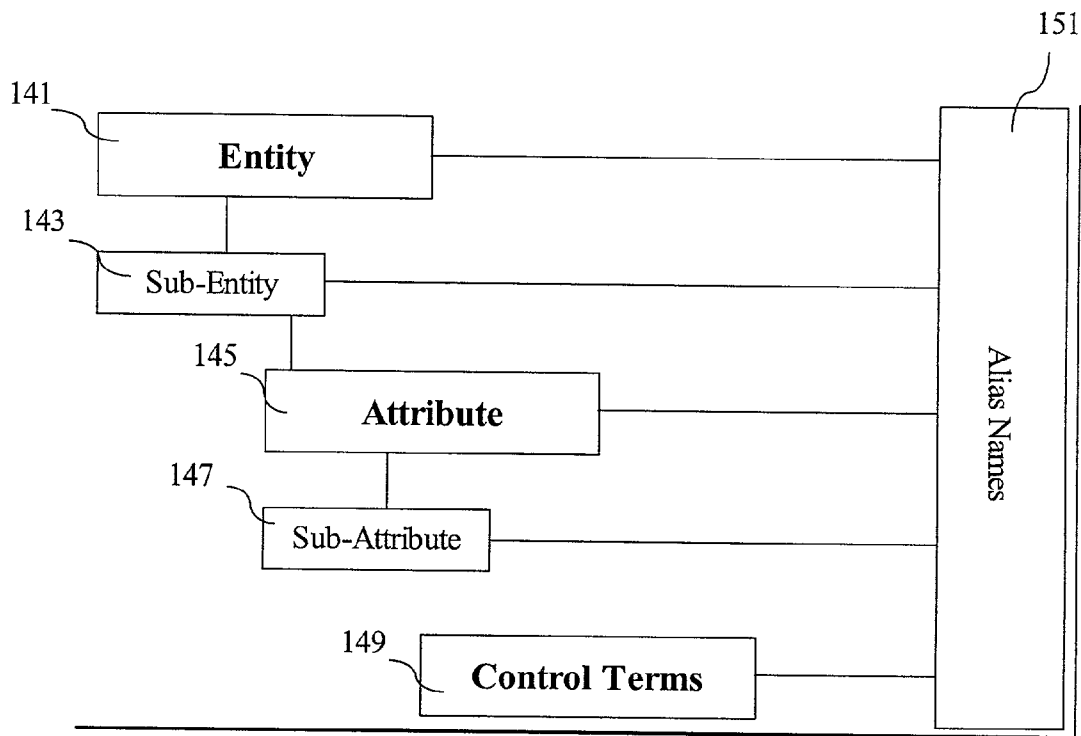 151
141
Entity
143
Sub-Entity
145
Attribute
Alias Names
147
Sub-Attribute
149
Control Terms